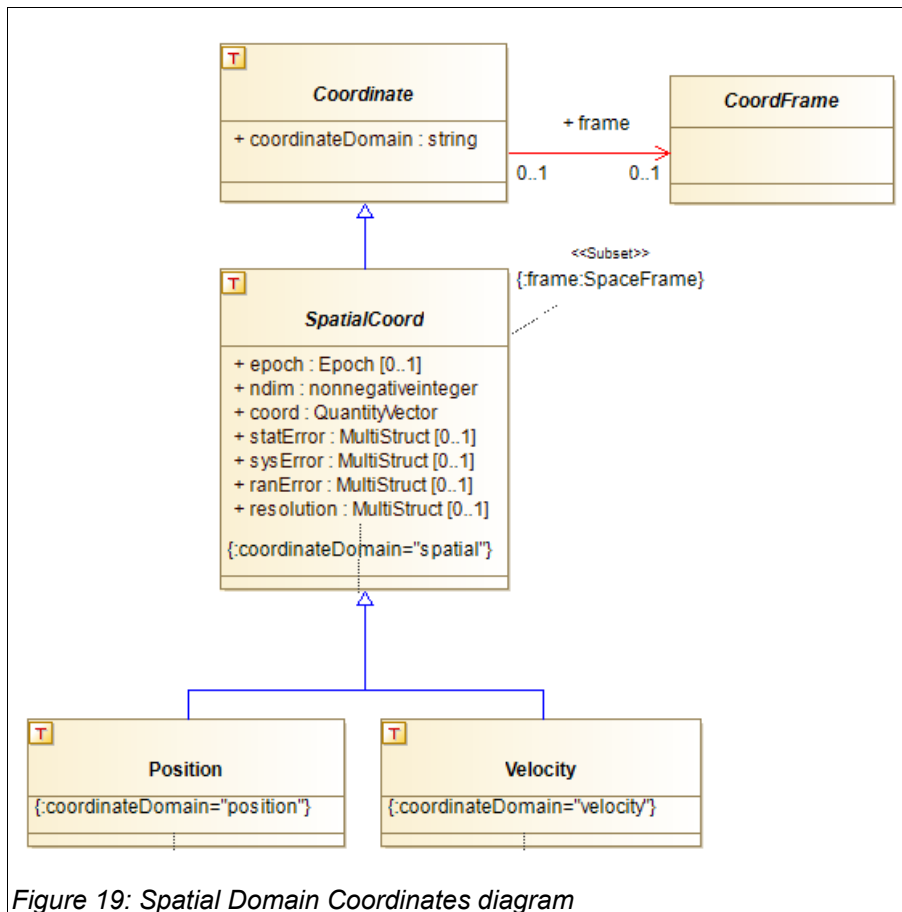 T
Coordinate
+ coordinateDomain : string
CoordFrame
+ frame
0..1
0..1
<<Subset>>
{:frame:SpaceFrame}
T
SpatialCoord
+ epoch : Epoch [0..1]
+ ndim : nonnegativeinteger
+ coord : QuantityVector
+ statError : MultiStruct [0..1]
+ sysError : MultiStruct [0..1]
+ ranError : MultiStruct [0..1]
+ resolution : MultiStruct [0..1]
{:coordinateDomain="spatial"}
T
Position
{:coordinateDomain="position"}
T
Velocity
{:coordinateDomain="velocity"}
Figure 19: Spatial Domain Coordinates diagram